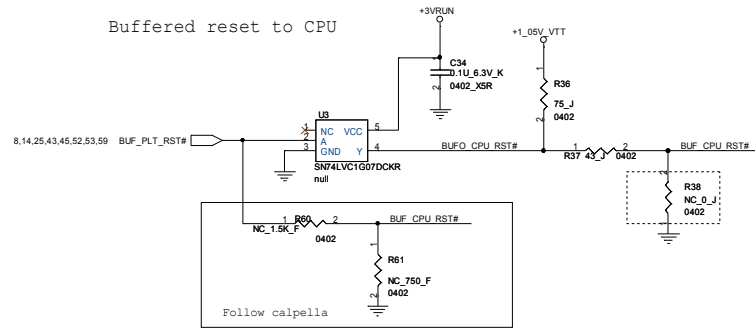 Buffered reset to CPU
+3VRUN
+1_05V_VTT
C34
0.1U_6.3V_K
0402_X5R
1
2
R36
75_J
0402
1
2
U3
1 NC VCC 5
2 A
3 GND Y 4
SN74LVC1G07DCKR
null
8,14,25,43,45,52,53,59 BUF_PLT_RST#
BUFO_CPU_RST#
1 2
R37 43_J 0402
BUF_CPU_RST#
R38
NC_0_J
0402
2
1 R60 2
NC_1.5K_F 0402
BUF_CPU_RST#
R61
NC_750_F
0402
1
2
Follow calpella